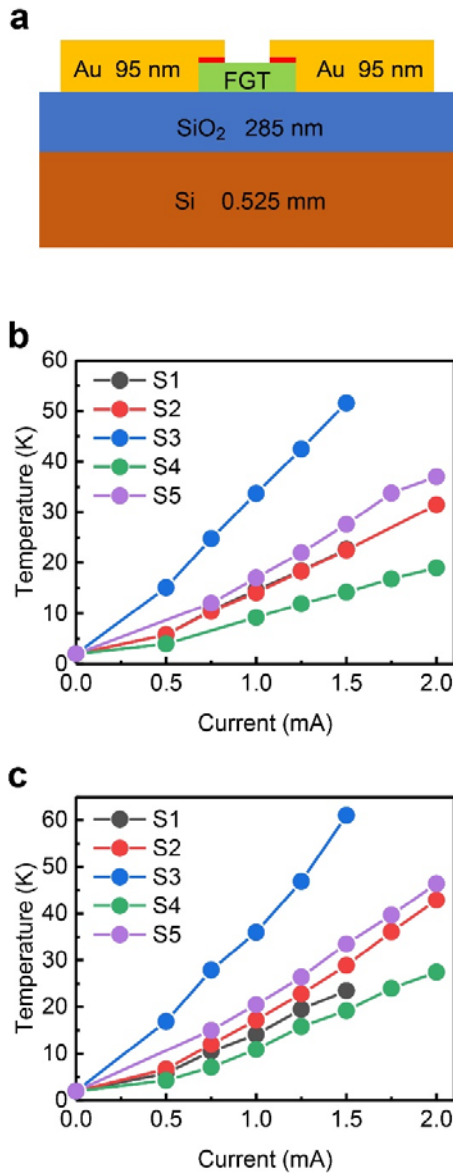 a
Au 95 nm
Au 95 nm
FGT
SiO₂ 285 nm
Si 0.525 mm
b
60
50
40
30
20
10
0
Temperature (K)
S1
S2
S3
S4
S5
0.0 0.5 1.0 1.5 2.0
Current (mA)
c
60
50
40
30
20
10
0
Temperature (K)
S1
S2
S3
S4
S5
0.0 0.5 1.0 1.5 2.0
Current (mA)